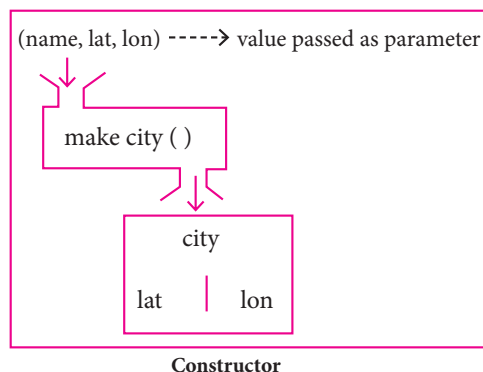 (name, lat, lon) value passed as parameter
make city ( )
city
lat lon
Constructor